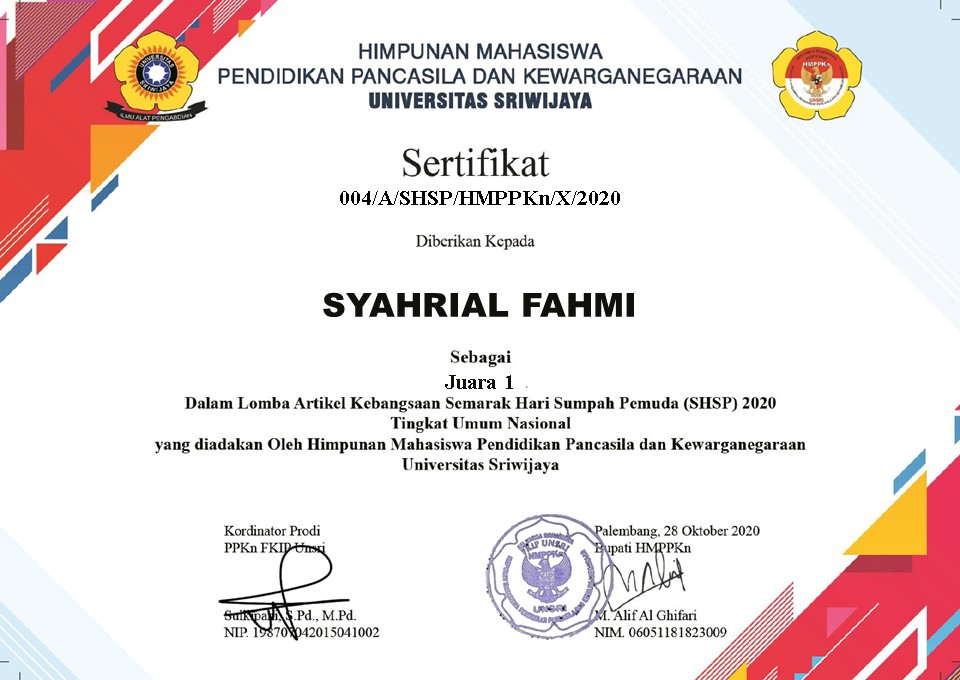 HIMPUNAN MAHASISWA
PENDIDIKAN PANCASILA DAN KEWARGANEGARAAN
UNIVERSITAS SRIWIJAYA
UNIVERSITAS SRIWIJAYA
ILMU ALAT PENGABDIAN
HMPPKn
UNSRI
Sertifikat
004/A/SHSP/HMPPKn/X/2020
Diberikan Kepada
SYAHRIAL FAHMI
Sebagai
Juara 1
Dalam Lomba Artikel Kebangsaan Semarak Hari Sumpah Pemuda (SHSP) 2020
Tingkat Umum Nasional
yang diadakan Oleh Himpunan Mahasiswa Pendidikan Pancasila dan Kewarganegaraan
Universitas Sriwijaya
Kordinator Prodi
PPKn FKIP Unsri
Sulkipani, S.Pd., M.Pd.
NIP. 198707042015041002
FKIP UNSRI
HMPPKn
UNSRI
Palembang, 28 Oktober 2020
Bupati HMPPKn
M. Alif Al Ghifari
NIM. 06051181823009